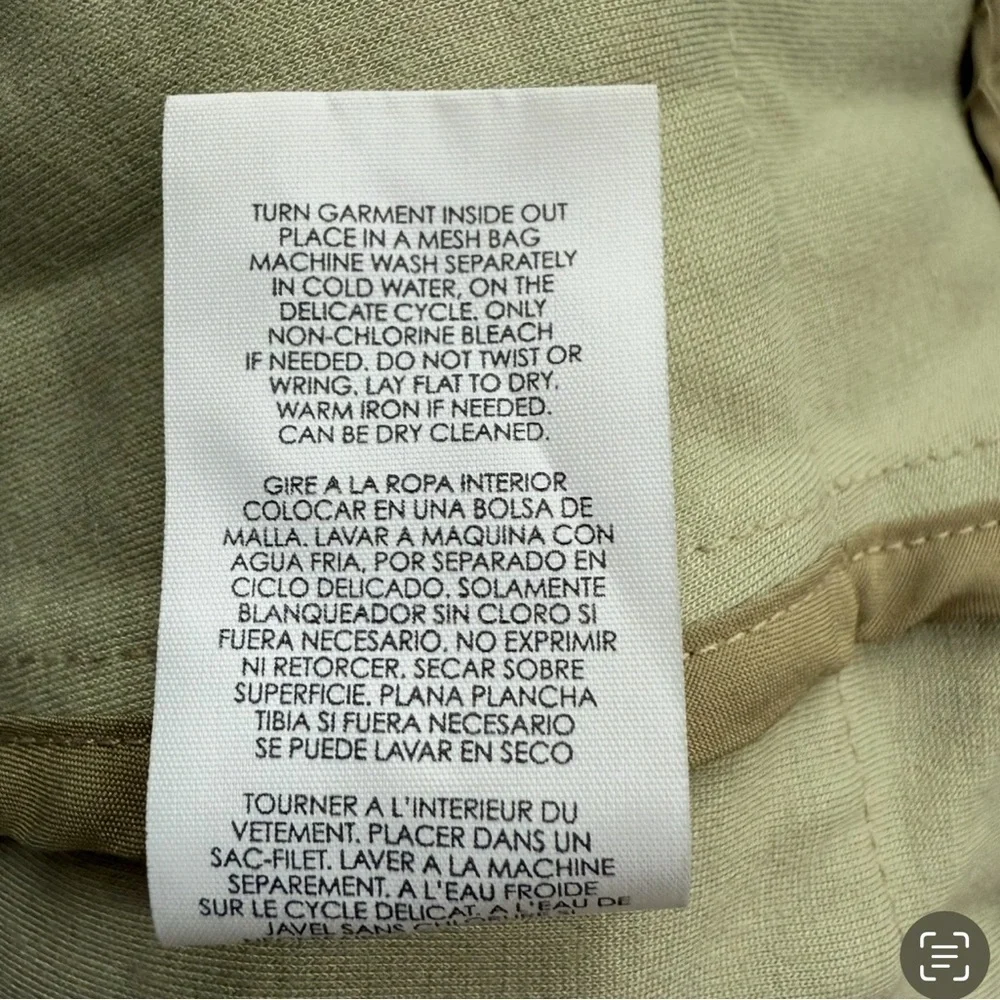 TURN GARMENT INSIDE OUT
PLACE IN A MESH BAG
MACHINE WASH SEPARATELY
IN COLD WATER, ON THE
DELICATE CYCLE. ONLY
NON-CHLORINE BLEACH
IF NEEDED. DO NOT TWIST OR
WRING. LAY FLAT TO DRY.
WARM IRON IF NEEDED.
CAN BE DRY CLEANED.
GIRE A LA ROPA INTERIOR
COLOCAR EN UNA BOLSA DE
MALLA. LAVAR A MAQUINA CON
AGUA FRIA, POR SEPARADO EN
CICLO DELICADO. SOLAMENTE
BLANQUEADOR SIN CLORO SI
FUERA NECESARIO. NO EXPRIMIR
NI RETORCER. SECAR SOBRE
SUPERFICIE. PLANA PLANCHA
TIBIA SI FUERA NECESARIO
SE PUEDE LAVAR EN SECO
TOURNER A L'INTERIEUR DU
VETEMENT. PLACER DANS UN
SAC-FILET. LAVER A LA MACHINE
SEPAREMENT. A L'EAU FROIDE
SUR LE CYCLE DELICAT. A L'EAU DE
JAVEL SANS